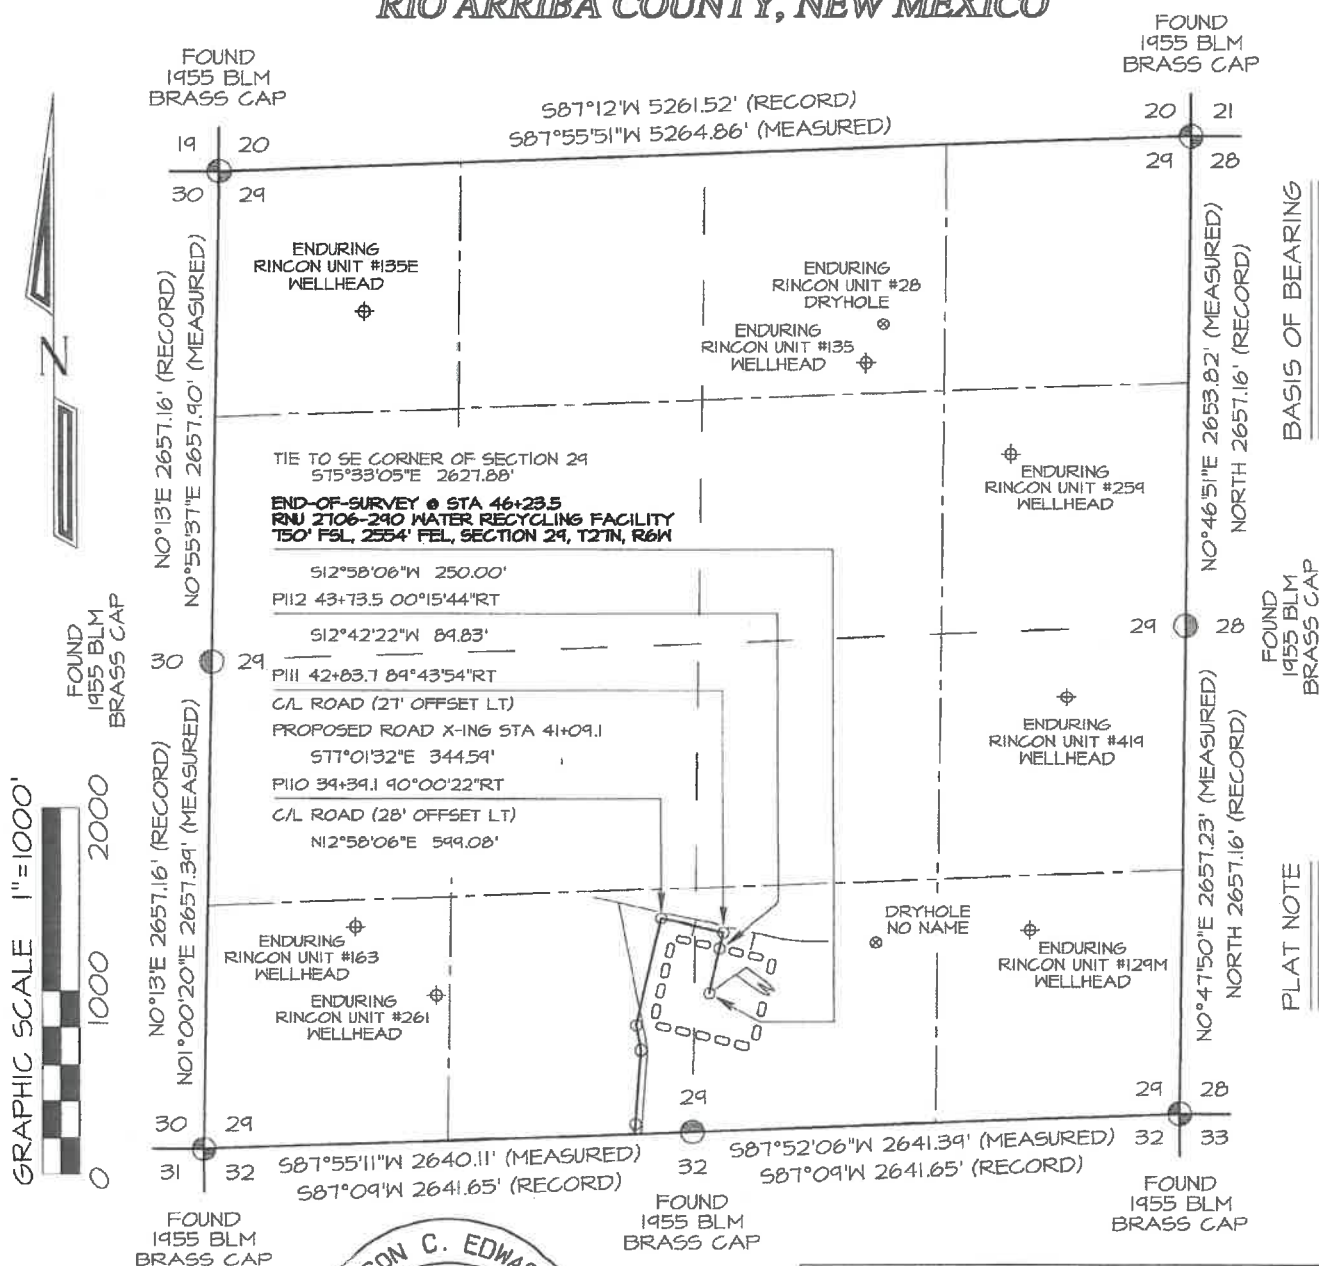 RIO ARRIBA COUNTY, NEW MEXICO
FOUND
1955 BLM
BRASS CAP
FOUND
1955 BLM
BRASS CAP
S87°12'W 5261.52' (RECORD)
S87°55'51"W 5264.86' (MEASURED)
19 20
30 29
20 21
29 28
N0°13'E 2657.16' (RECORD)
N0°55'37"E 2657.90' (MEASURED)
N0°46'51"E 2653.82' (MEASURED)
NORTH 2657.16' (RECORD)
BASIS OF BEARING
N
ENDURING
RINCON UNIT #135E
WELLHEAD
ENDURING
RINCON UNIT #28
DRYHOLE
ENDURING
RINCON UNIT #135
WELLHEAD
ENDURING
RINCON UNIT #259
WELLHEAD
TIE TO SE CORNER OF SECTION 29
S75°33'05"E 2627.88'
END-OF-SURVEY @ STA 46+23.5
RNU 2706-290 WATER RECYCLING FACILITY
750' FSL, 2554' FEL, SECTION 29, T27N, R6W
S12°58'06"W 250.00'
PI12 43+73.5 00°15'44"RT
S12°42'22"W 89.83'
PI11 42+83.7 89°43'54"RT
C/L ROAD (27' OFFSET LT)
PROPOSED ROAD X-ING STA 41+09.1
S77°01'32"E 344.59'
PI10 39+39.1 90°00'22"RT
C/L ROAD (28' OFFSET LT)
N12°58'06"E 599.08'
FOUND
1955 BLM
BRASS CAP
30 29
29 28
FOUND
1955 BLM
BRASS CAP
ENDURING
RINCON UNIT #419
WELLHEAD
GRAPHIC SCALE 1"=1000'
0 1000 2000
N0°13'E 2657.16' (RECORD)
N01°00'20"E 2657.39' (MEASURED)
N0°47'50"E 2657.23' (MEASURED)
NORTH 2657.16' (RECORD)
PLAT NOTE
ENDURING
RINCON UNIT #163
WELLHEAD
ENDURING
RINCON UNIT #261
WELLHEAD
DRYHOLE
NO NAME
ENDURING
RINCON UNIT #129M
WELLHEAD
30 29
31 32
29
32
29 28
32 33
S87°55'11"W 2640.11' (MEASURED)
S87°09'W 2641.65' (RECORD)
S87°52'06"W 2641.39' (MEASURED)
S87°09'W 2641.65' (RECORD)
FOUND
1955 BLM
BRASS CAP
FOUND
1955 BLM
BRASS CAP
FOUND
1955 BLM
BRASS CAP
C.